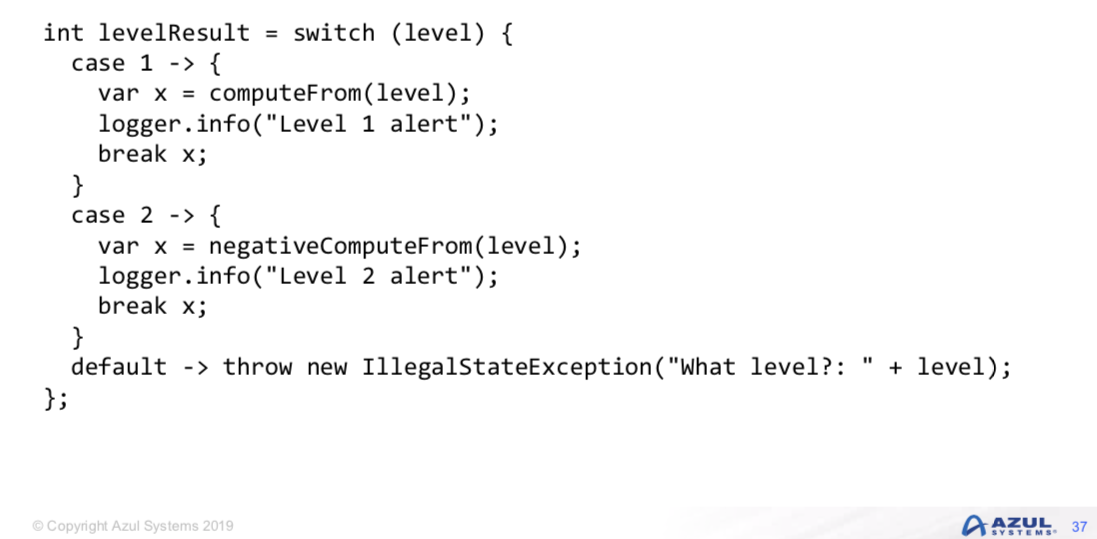 int levelResult = switch (level) {
  case 1 -> {
    var x = computeFrom(level);
    logger.info("Level 1 alert");
    break x;
  }
  case 2 -> {
    var x = negativeComputeFrom(level);
    logger.info("Level 2 alert");
    break x;
  }
  default -> throw new IllegalStateException("What level?: " + level);
};
© Copyright Azul Systems 2019
AZUL
SYSTEMS
37